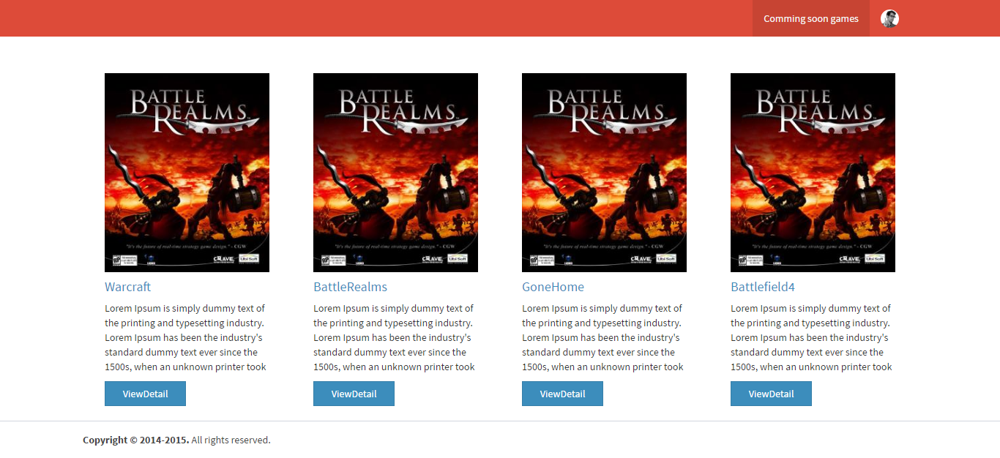 Comming soon games
BATTLE
REALMS
"It's the future of real-time strategy game design." - CGW
RP
CRAVE
Ubi Soft
BATTLE
REALMS
"It's the future of real-time strategy game design." - CGW
RP
CRAVE
Ubi Soft
BATTLE
REALMS
"It's the future of real-time strategy game design." - CGW
RP
CRAVE
Ubi Soft
BATTLE
REALMS
"It's the future of real-time strategy game design." - CGW
RP
CRAVE
Ubi Soft
Warcraft
Lorem Ipsum is simply dummy text of
the printing and typesetting industry.
Lorem Ipsum has been the industry's
standard dummy text ever since the
1500s, when an unknown printer took
ViewDetail
BattleRealms
Lorem Ipsum is simply dummy text of
the printing and typesetting industry.
Lorem Ipsum has been the industry's
standard dummy text ever since the
1500s, when an unknown printer took
ViewDetail
GoneHome
Lorem Ipsum is simply dummy text of
the printing and typesetting industry.
Lorem Ipsum has been the industry's
standard dummy text ever since the
1500s, when an unknown printer took
ViewDetail
Battlefield4
Lorem Ipsum is simply dummy text of
the printing and typesetting industry.
Lorem Ipsum has been the industry's
standard dummy text ever since the
1500s, when an unknown printer took
ViewDetail
Copyright © 2014-2015. All rights reserved.